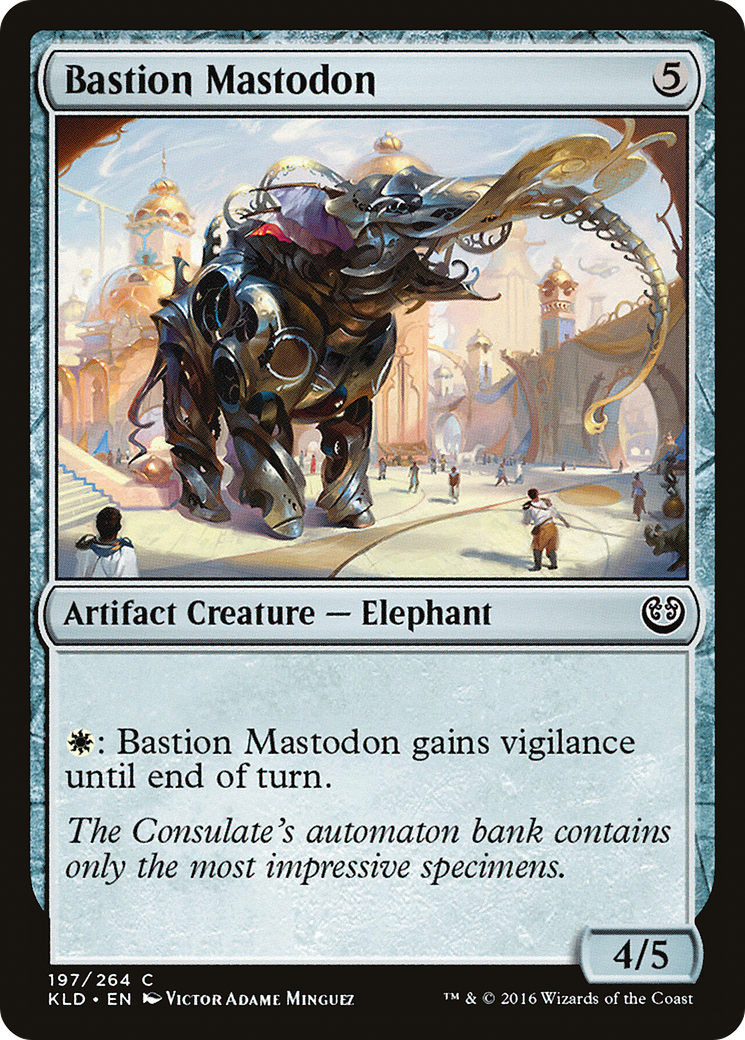 Bastion Mastodon 5
Artifact Creature — Elephant
: Bastion Mastodon gains vigilance
until end of turn.
The Consulate's automaton bank contains
only the most impressive specimens.
4/5
197/264 C
KLD • EN Victor Adame Minguez ™ & © 2016 Wizards of the Coast